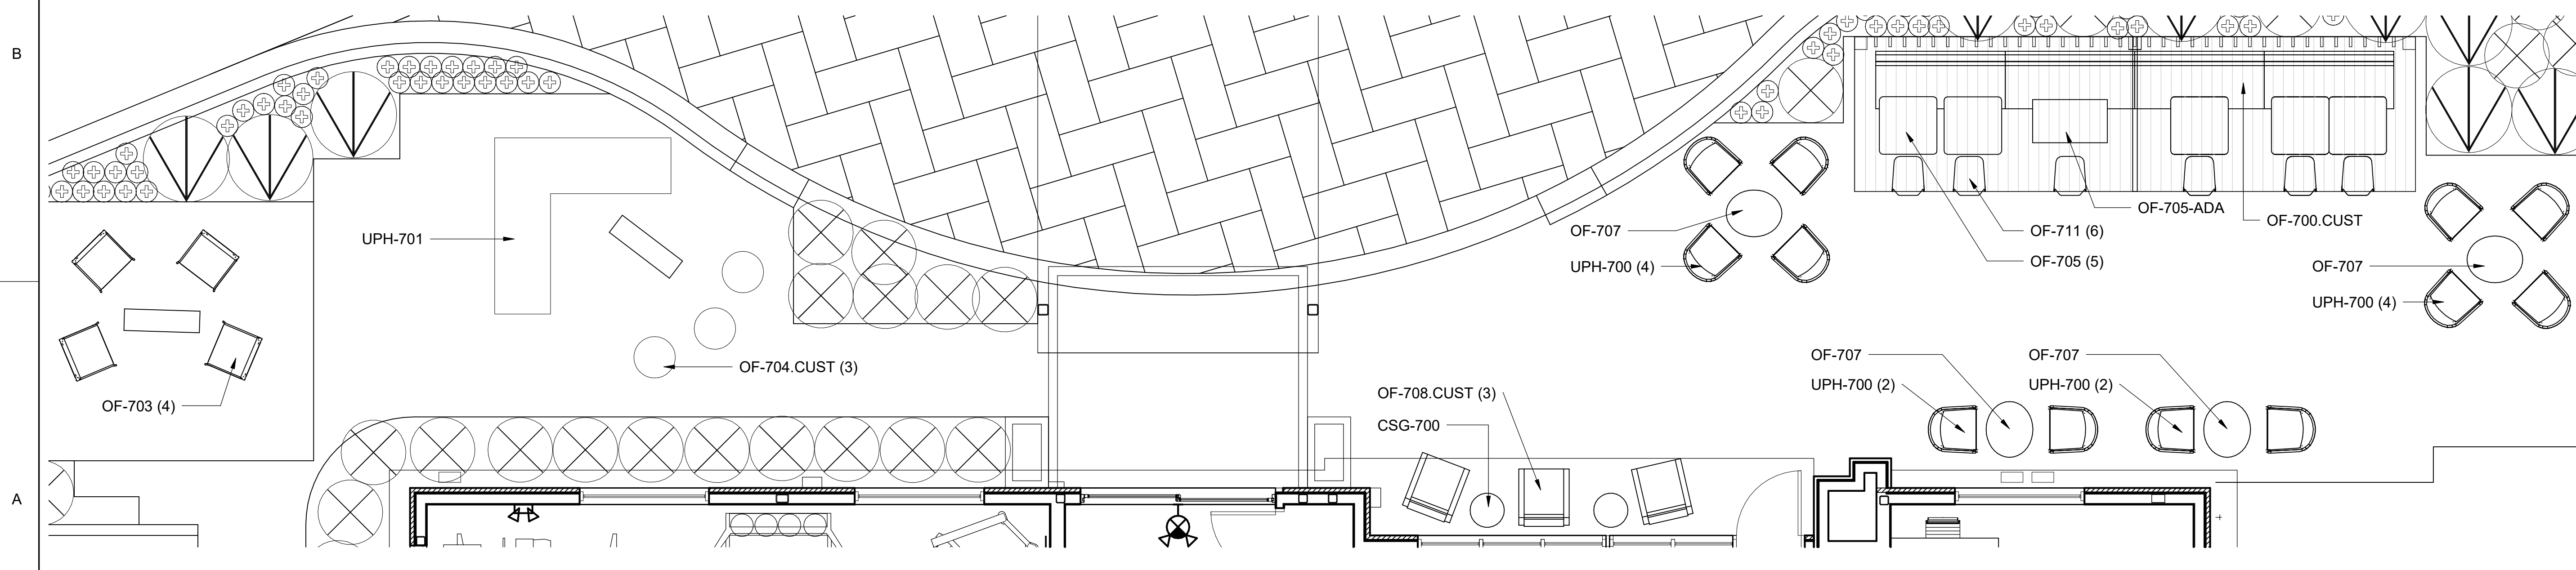 B
OF-705-ADA
OF-700.CUST
UPH-701
OF-707
OF-711 (6)
OF-705 (5)
UPH-700 (4)
OF-707
UPH-700 (4)
OF-704.CUST (3)
OF-707
OF-707
UPH-700 (2)
UPH-700 (2)
OF-708.CUST (3)
OF-703 (4)
CSG-700
A